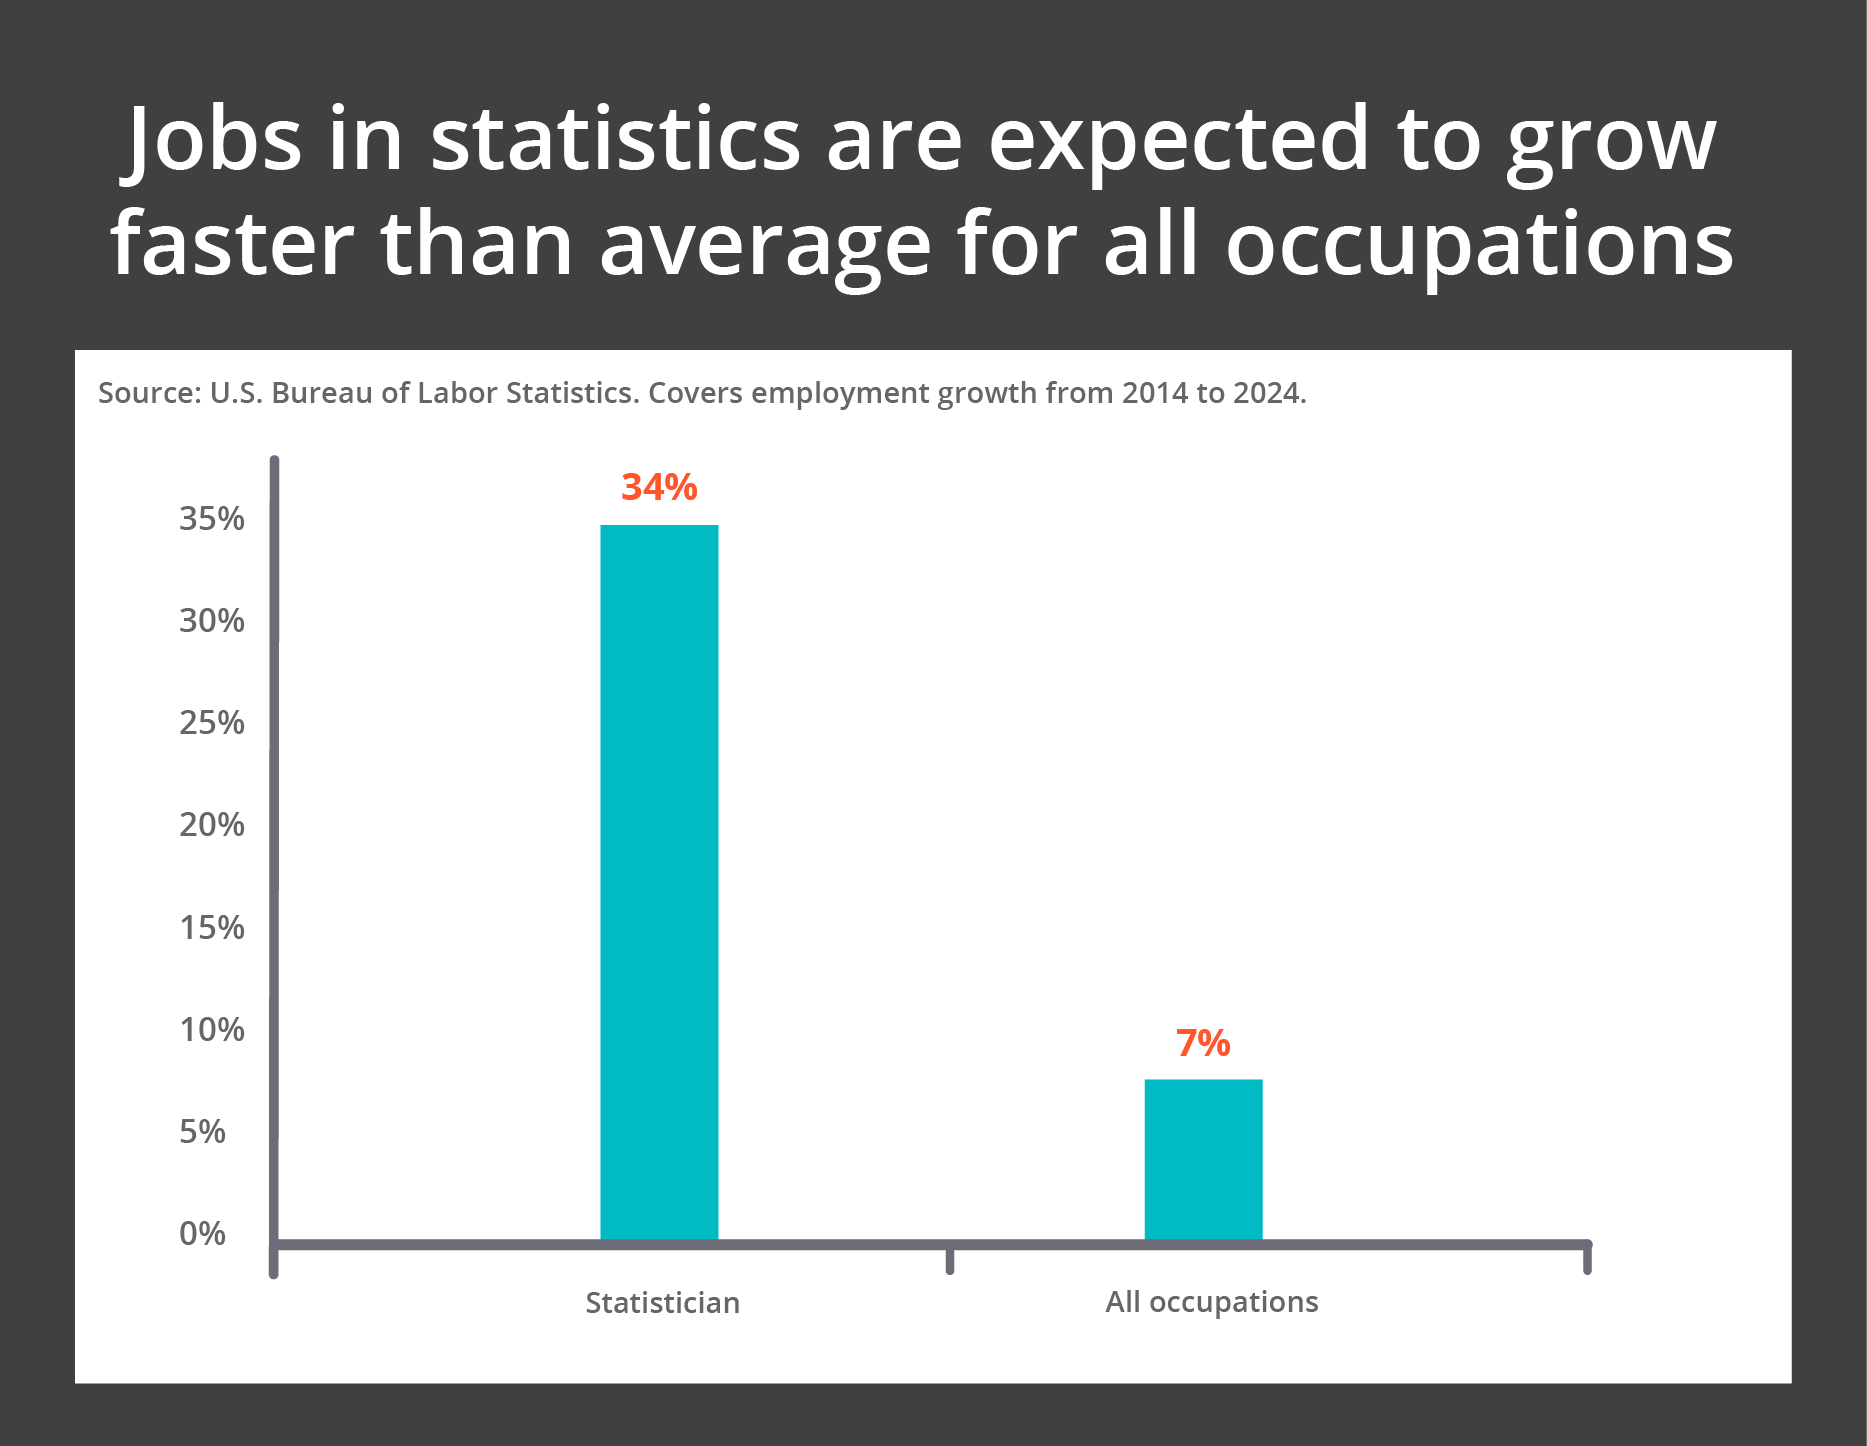 Jobs in statistics are expected to grow
faster than average for all occupations
Source: U.S. Bureau of Labor Statistics. Covers employment growth from 2014 to 2024.
35%
30%
25%
20%
15%
10%
5%
0%
34%
7%
Statistician
All occupations